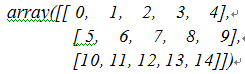 array([[ 0, 1, 2, 3, 4],
[ 5, 6, 7, 8, 9],
[10, 11, 12, 13, 14]])